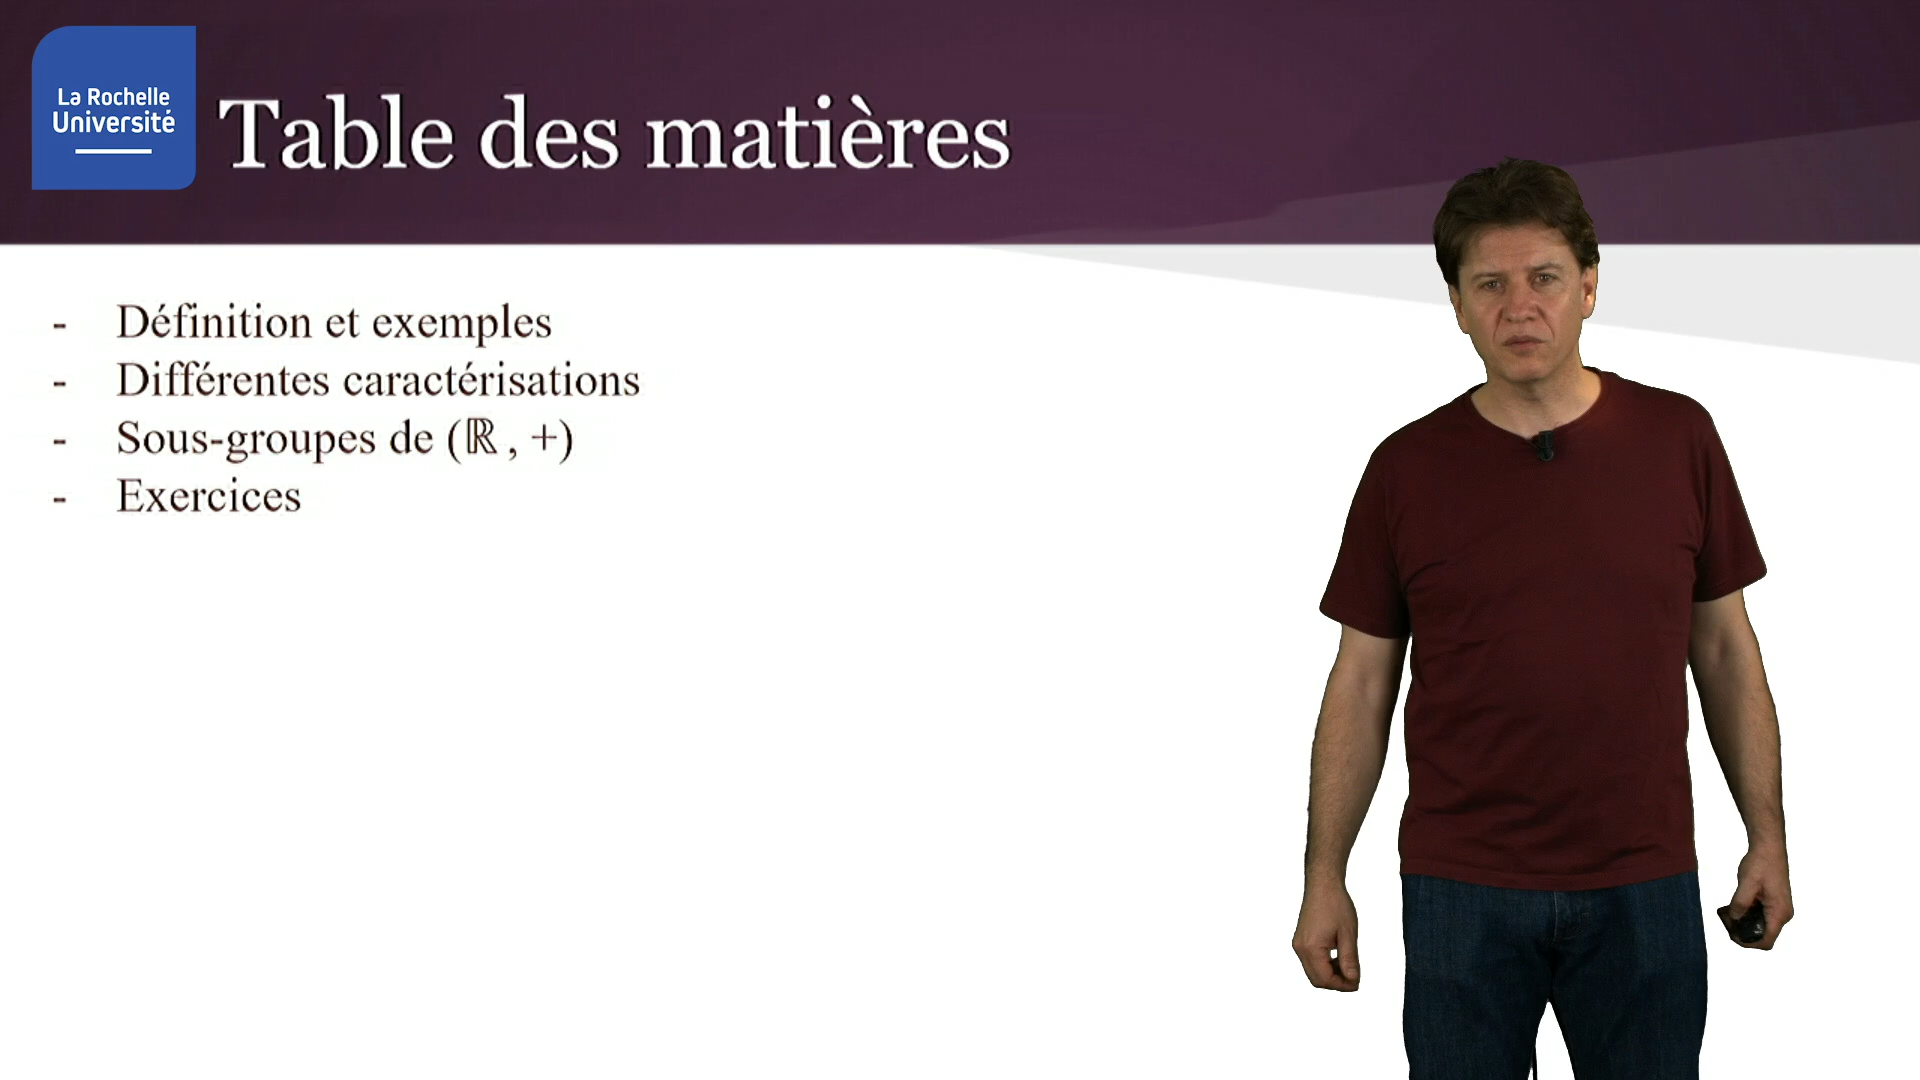 La Rochelle
Université
Table des matières
- Définition et exemples
- Différentes caractérisations
- Sous-groupes de (ℝ , +)
- Exercices